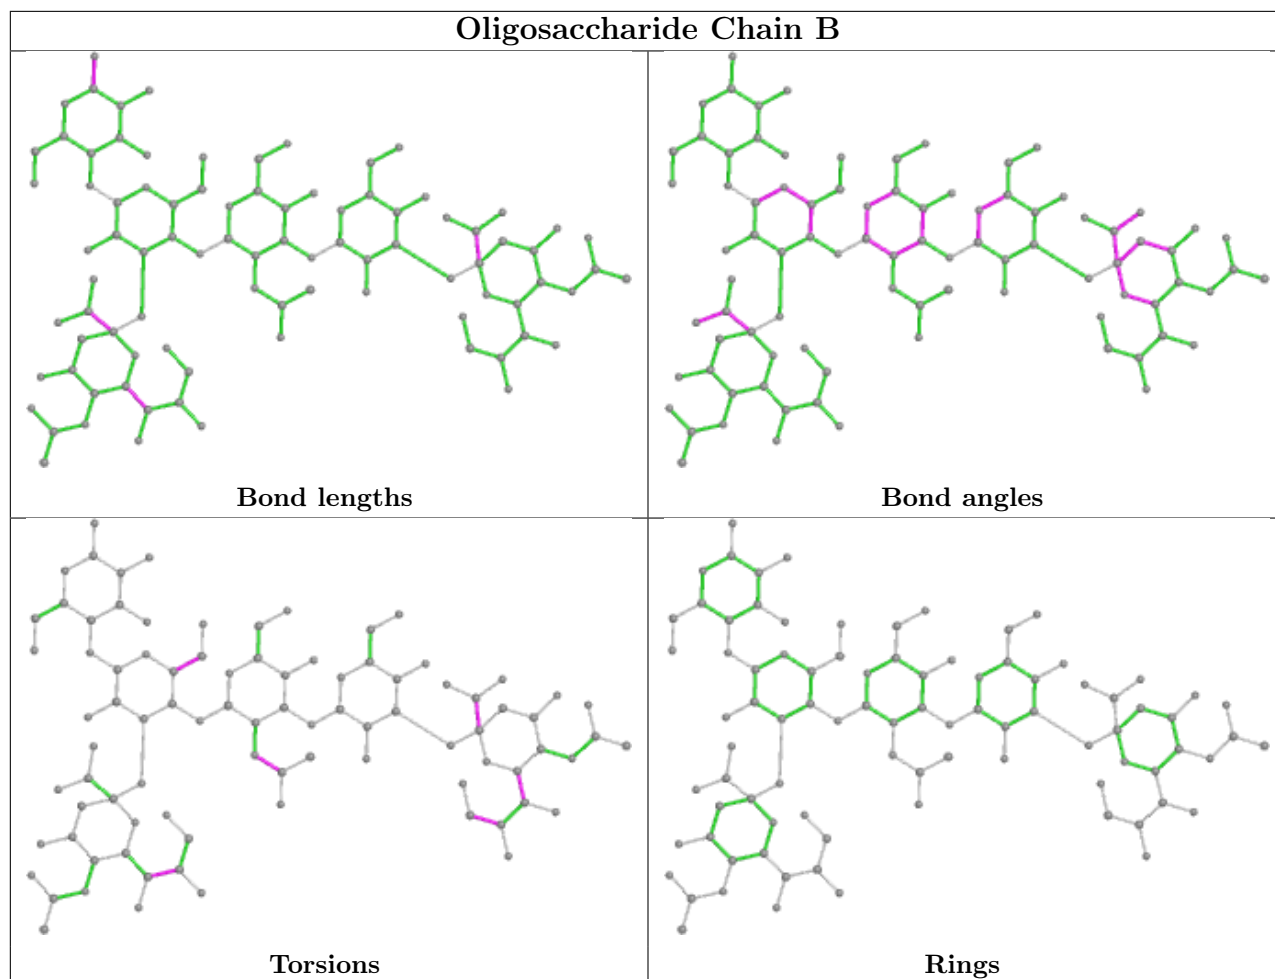 Oligosaccharide Chain B
Bond lengths
Bond angles
Torsions
Rings